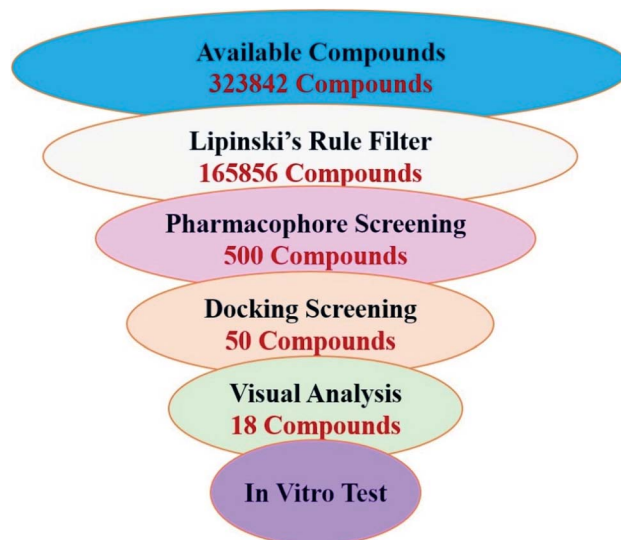 Available Compounds
323842 Compounds
Lipinski’s Rule Filter
165856 Compounds
Pharmacophore Screening
500 Compounds
Docking Screening
50 Compounds
Visual Analysis
18 Compounds
In Vitro Test